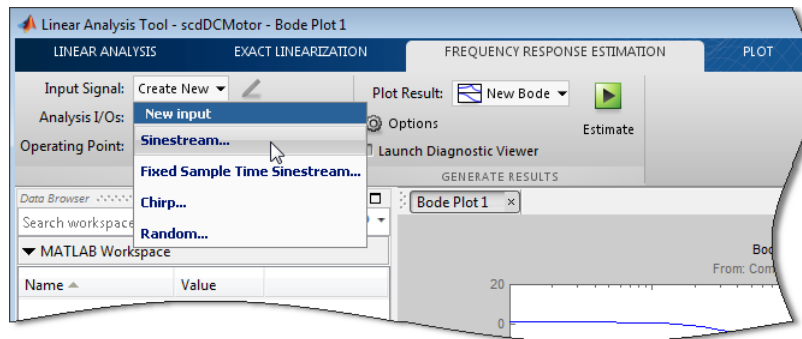 Linear Analysis Tool - scdDCMotor - Bode Plot 1
LINEAR ANALYSIS EXACT LINEARIZATION FREQUENCY RESPONSE ESTIMATION PLOT
Input Signal: Create New
Analysis I/Os:
Operating Point:
New input
Sinestream...
Fixed Sample Time Sinestream...
Chirp...
Random...
Plot Result: New Bode
Options
Launch Diagnostic Viewer
Estimate
GENERATE RESULTS
Data Browser
Search workspace
MATLAB Workspace
Name Value
Bode Plot 1 ×
From:
20
0